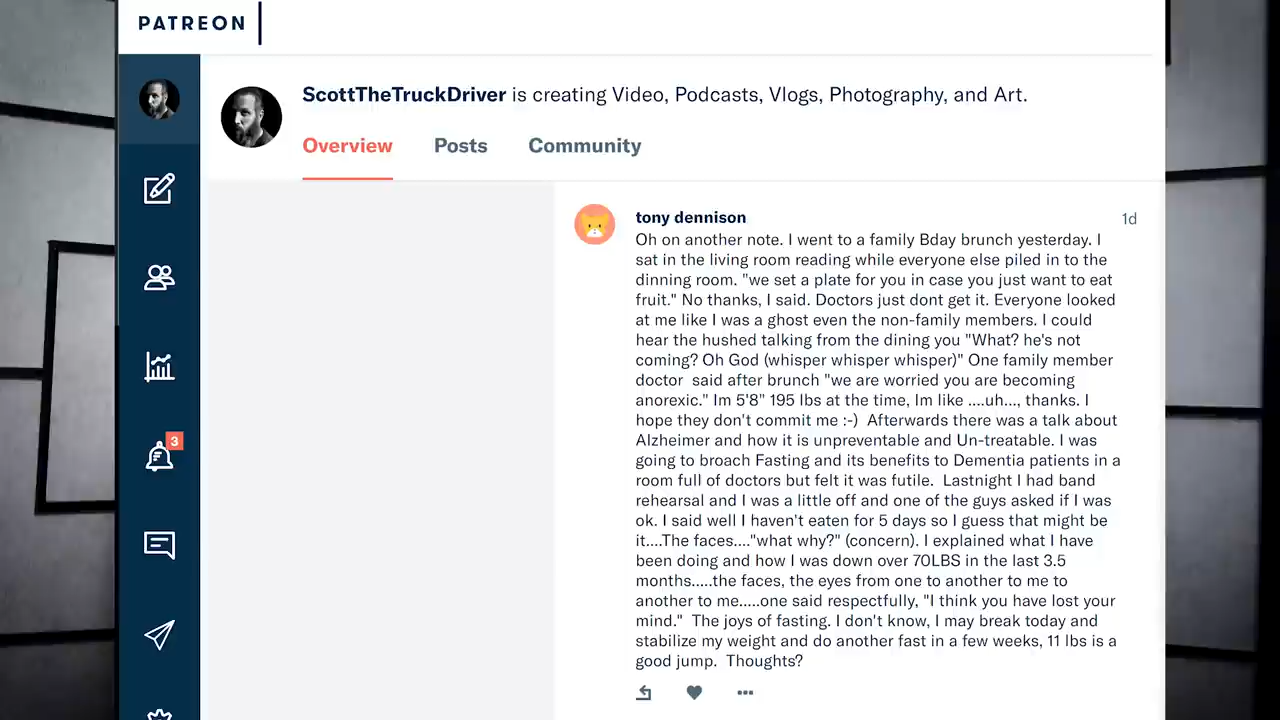 PATREON
ScottTheTruckDriver is creating Video, Podcasts, Vlogs, Photography, and Art.
Overview Posts Community
tony dennison 1d
Oh on another note. I went to a family Bday brunch yesterday. I
sat in the living room reading while everyone else piled in to the
dinning room. "we set a plate for you in case you just want to eat
fruit." No thanks, I said. Doctors just dont get it. Everyone looked
at me like I was a ghost even the non-family members. I could
hear the hushed talking from the dining you "What? he's not
coming? Oh God (whisper whisper whisper)" One family member
doctor said after brunch "we are worried you are becoming
anorexic." Im 5'8" 195 lbs at the time, Im like ....uh..., thanks. I
hope they don't commit me :-) Afterwards there was a talk about
Alzheimer and how it is unpreventable and Un-treatable. I was
going to broach Fasting and its benefits to Dementia patients in a
room full of doctors but felt it was futile. Lastnight I had band
rehearsal and I was a little off and one of the guys asked if I was
ok. I said well I haven't eaten for 5 days so I guess that might be
it....The faces...."what why?" (concern). I explained what I have
been doing and how I was down over 70LBS in the last 3.5
months.....the faces, the eyes from one to another to me to
another to me.....one said respectfully, "I think you have lost your
mind." The joys of fasting. I don't know, I may break today and
stabilize my weight and do another fast in a few weeks, 11 lbs is a
good jump. Thoughts?
3